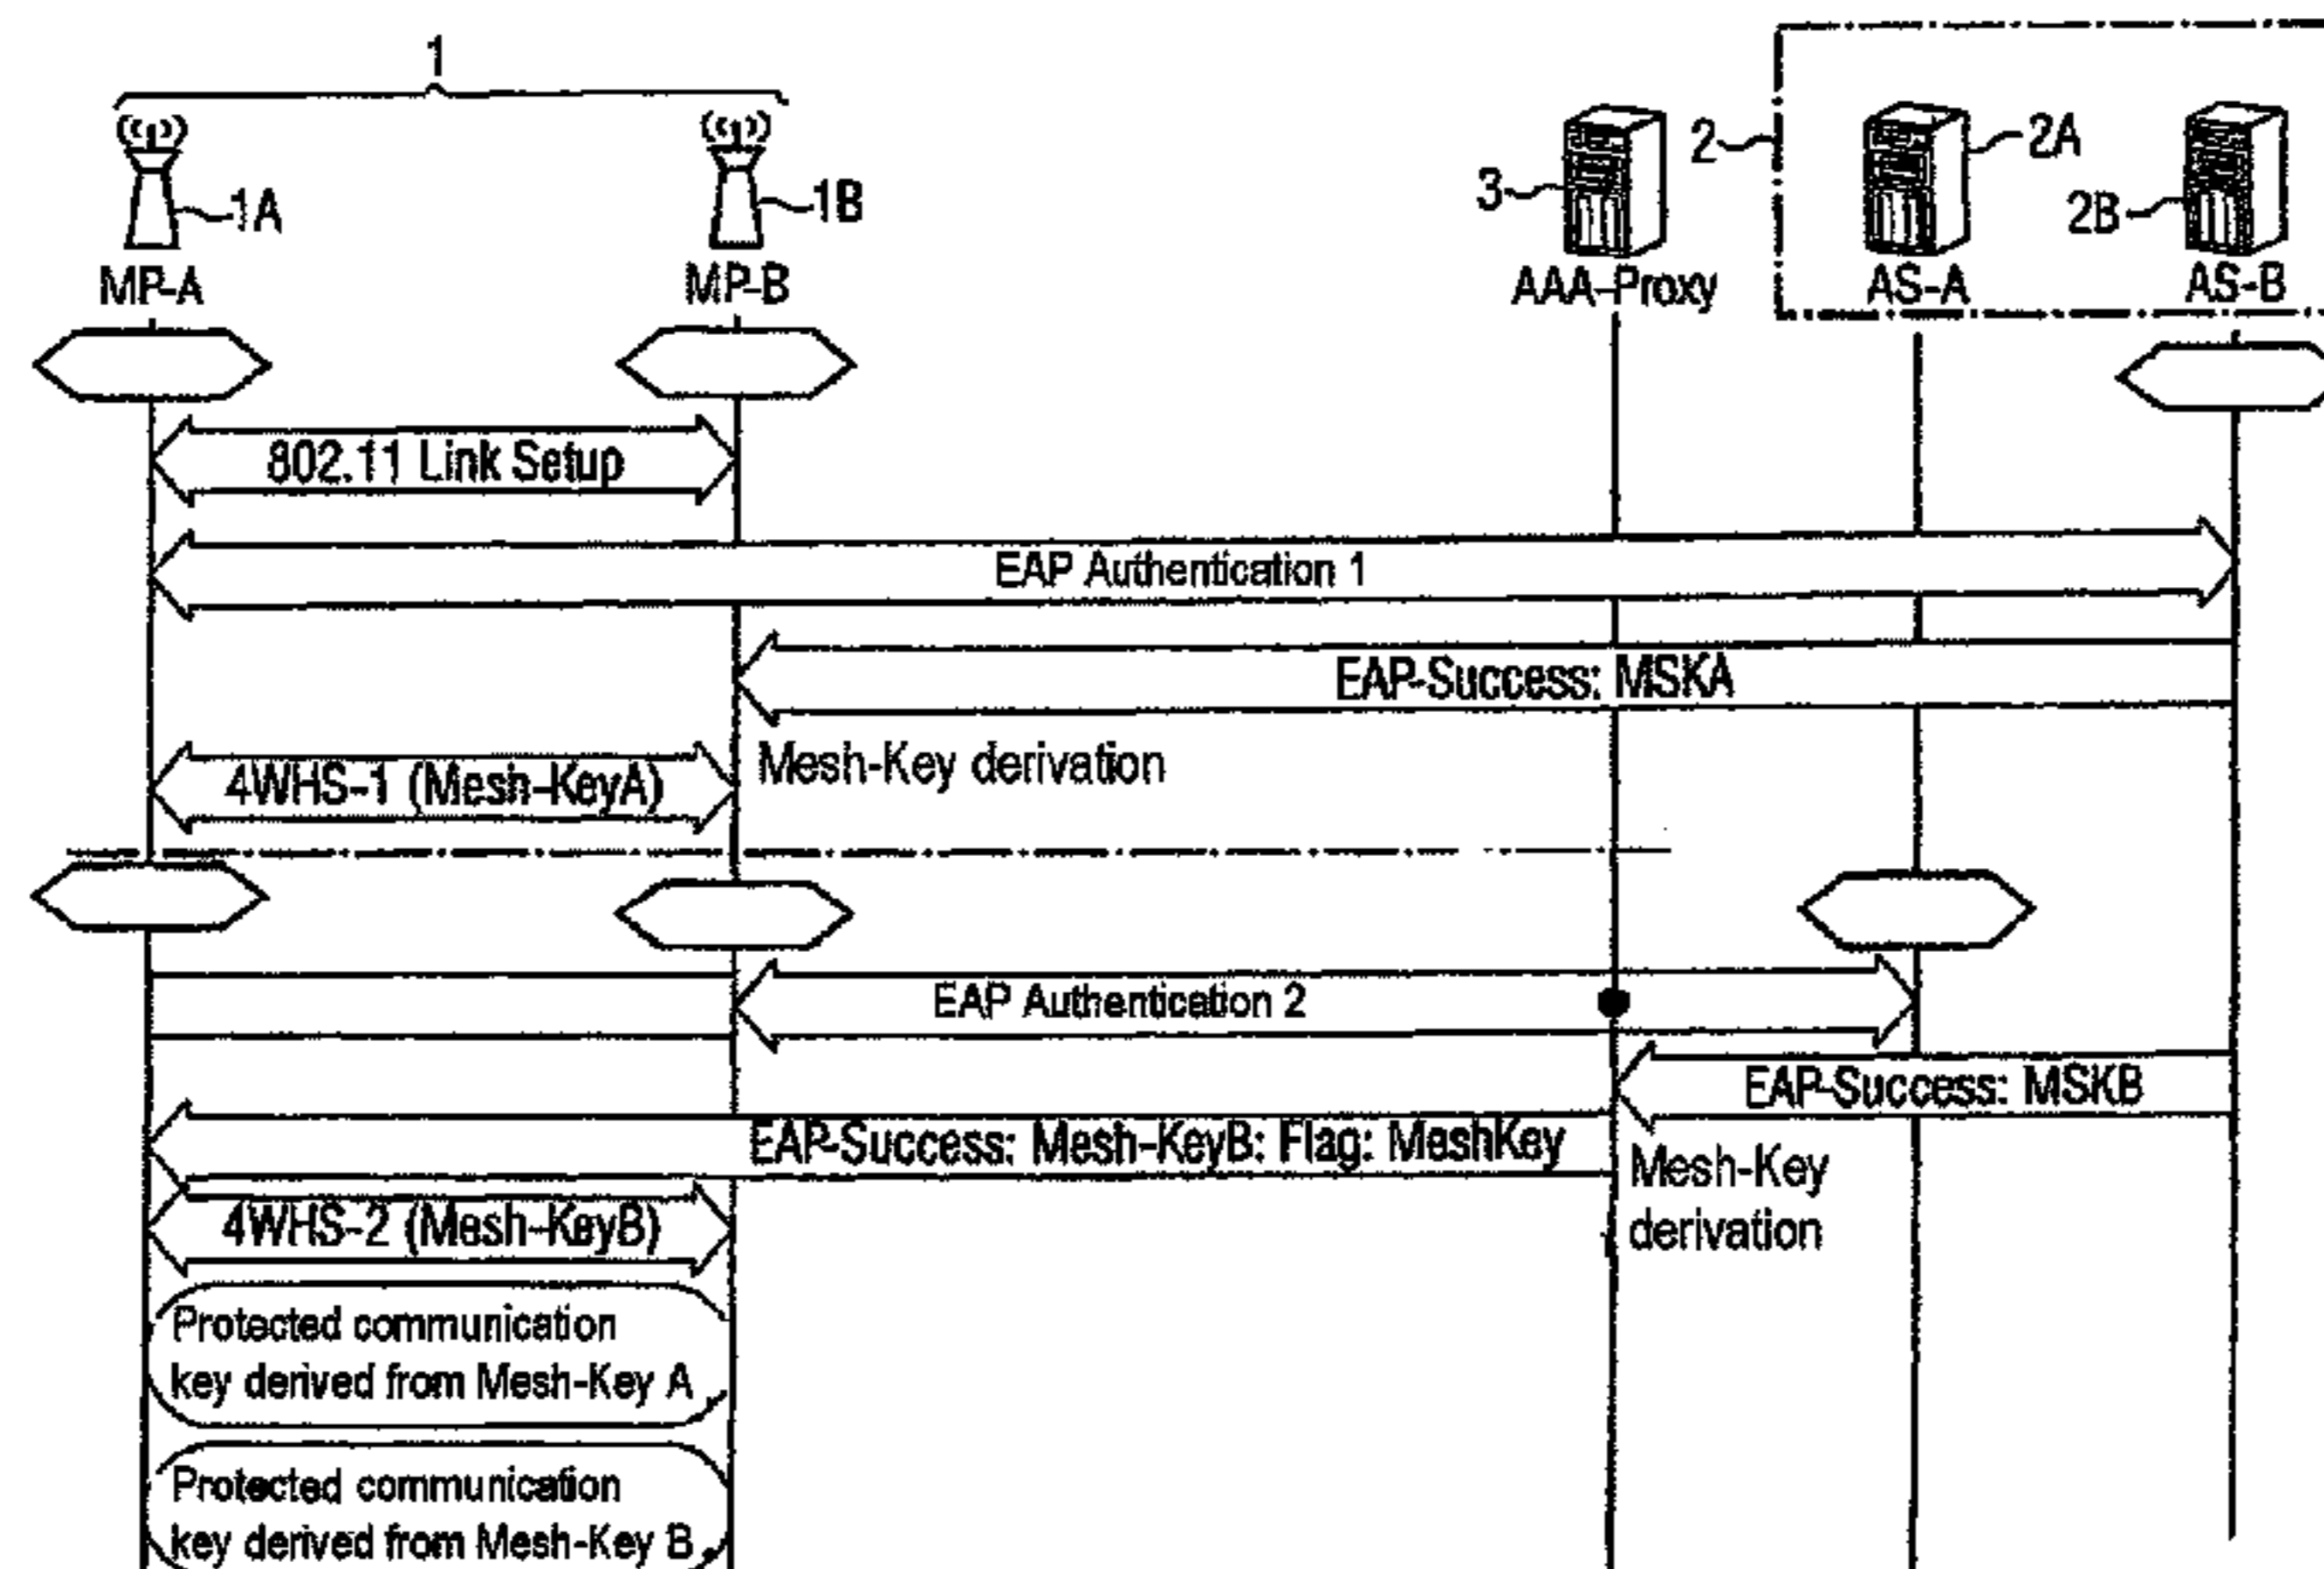 1
1A
1B
3
2
2A
2B
MP-A
MP-B
AAA-Proxy
AS-A
AS-B
802.11 Link Setup
EAP Authentication 1
EAP-Success: MSKA
Mesh-Key derivation
4WHS-1 (Mesh-KeyA)
EAP Authentication 2
EAP-Success: MSKB
EAP-Success: Mesh-KeyB: Flag: MeshKey
Mesh-Key
derivation
4WHS-2 (Mesh-KeyB)
Protected communication
key derived from Mesh-Key A
Protected communication
key derived from Mesh-Key B